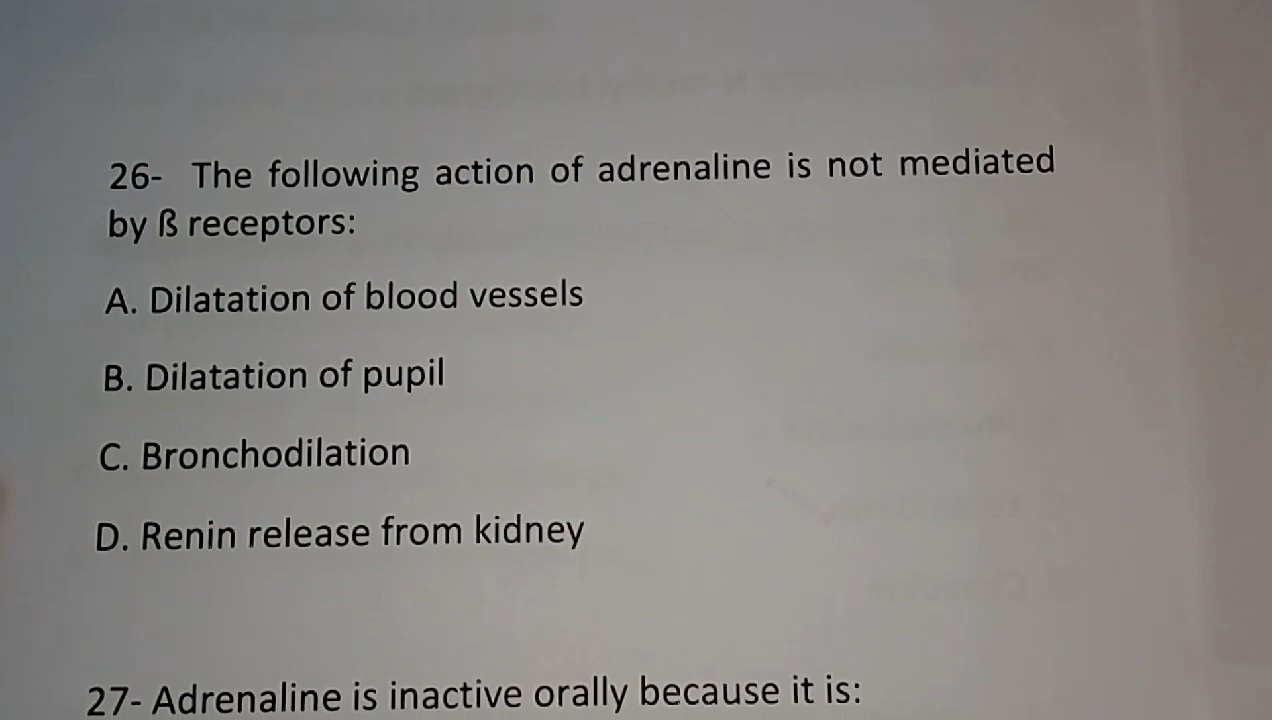 26- The following action of adrenaline is not mediated
by ß receptors:
A. Dilatation of blood vessels
B. Dilatation of pupil
C. Bronchodilation
D. Renin release from kidney
27- Adrenaline is inactive orally because it is: